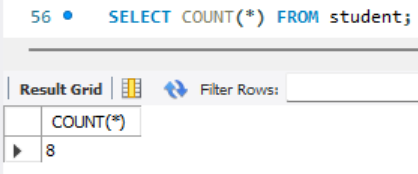 56 SELECT COUNT(*) FROM student;
Result Grid Filter Rows:
COUNT(*)
8